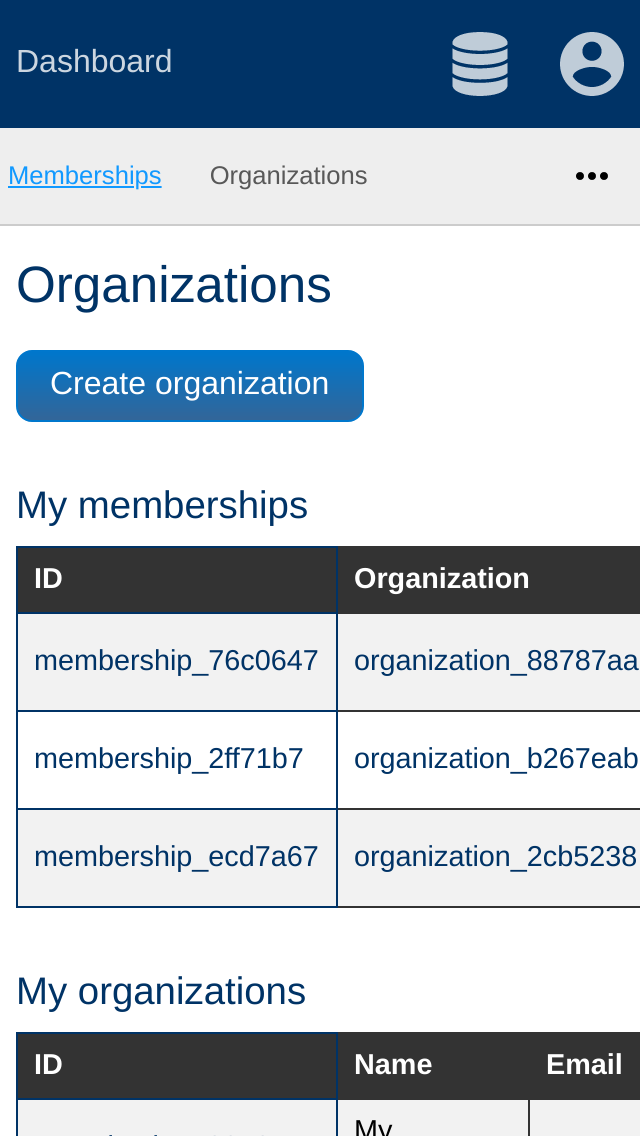 Dashboard
Memberships Organizations
Organizations
Create organization
My memberships
ID Organization
membership_76c0647 organization_88787aa
membership_2ff71b7 organization_b267eab
membership_ecd7a67 organization_2cb5238
My organizations
ID Name Email
My